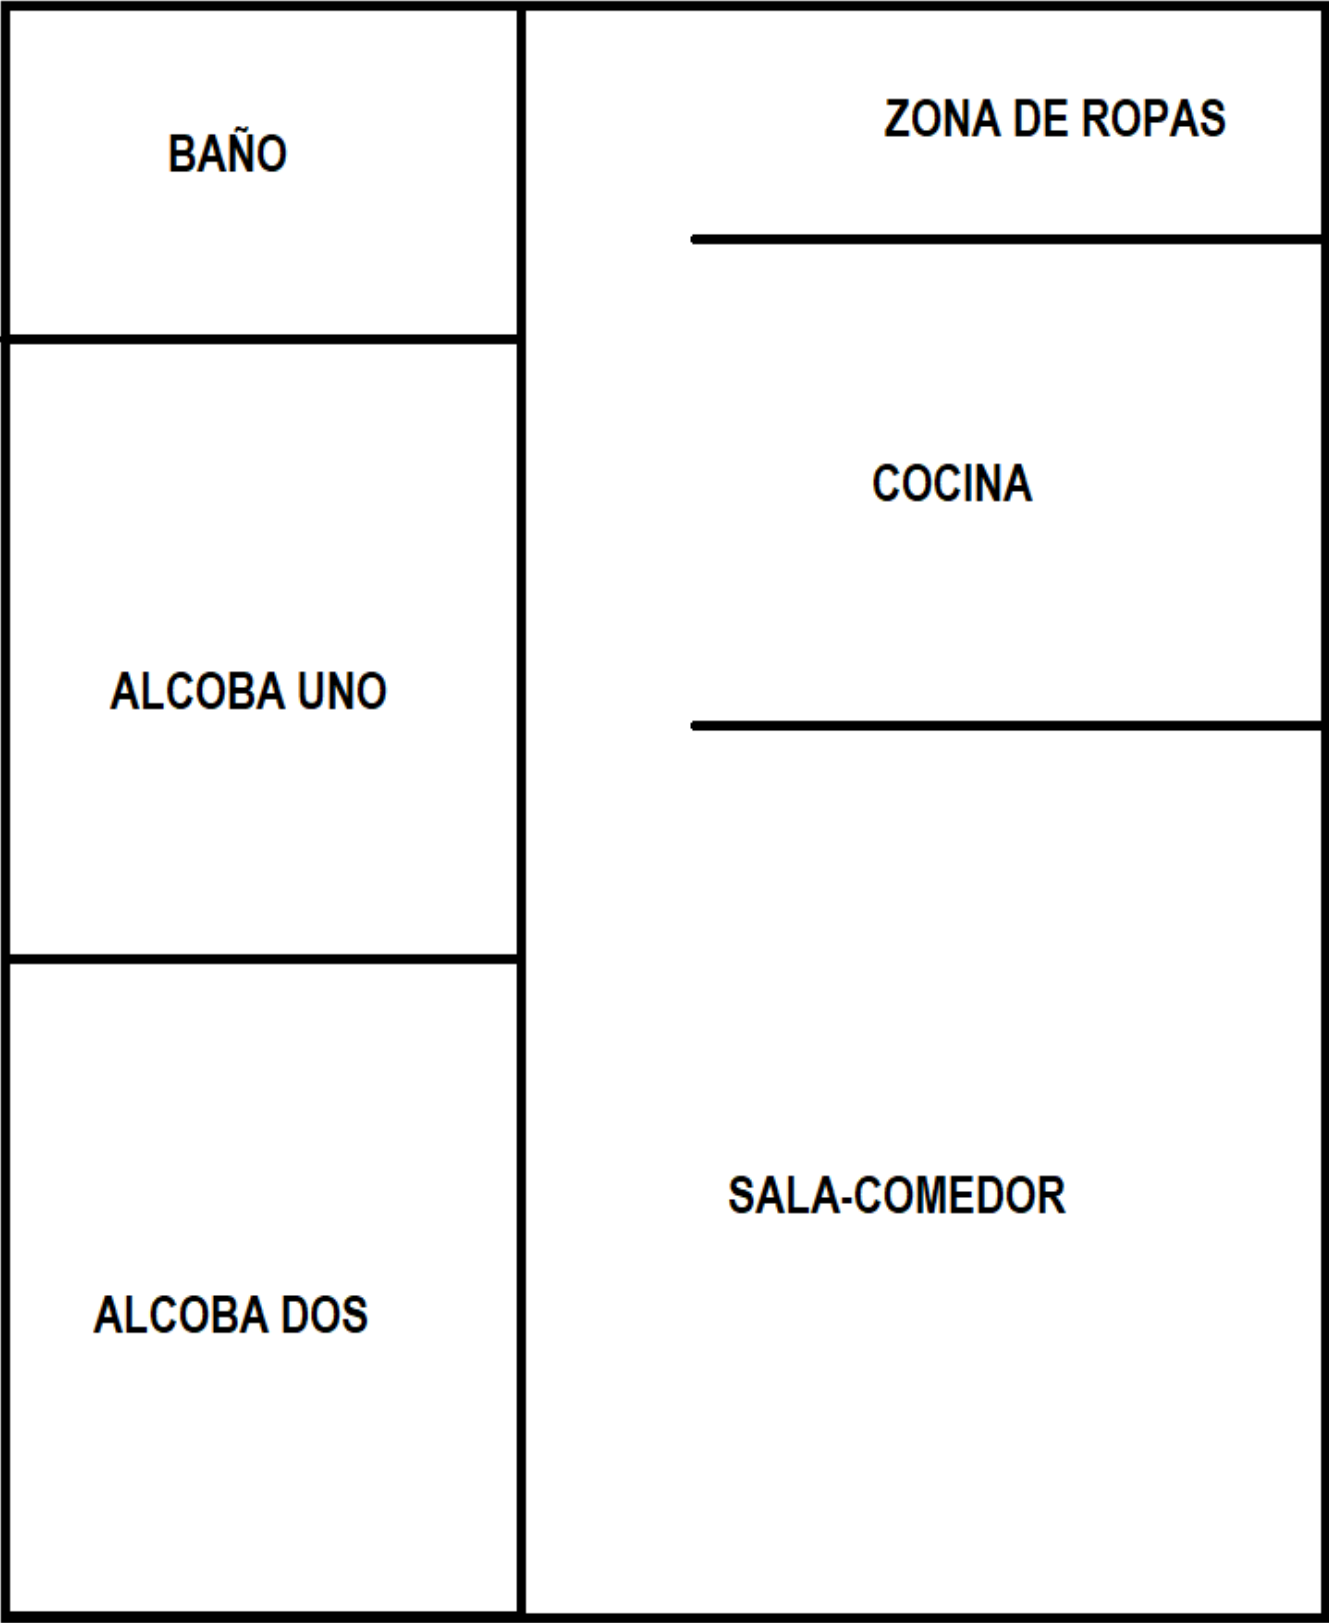 BAÑO
ZONA DE ROPAS
COCINA
ALCOBA UNO
SALA-COMEDOR
ALCOBA DOS